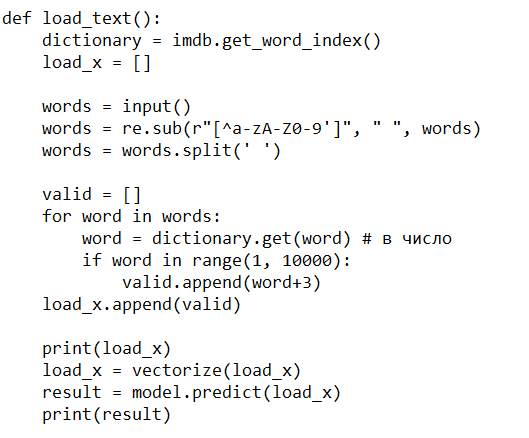 def load_text():
    dictionary = imdb.get_word_index()
    load_x = []

    words = input()
    words = re.sub(r"[^a-zA-Z0-9']", " ", words)
    words = words.split(' ')

    valid = []
    for word in words:
        word = dictionary.get(word) # в число
        if word in range(1, 10000):
            valid.append(word+3)
    load_x.append(valid)

    print(load_x)
    load_x = vectorize(load_x)
    result = model.predict(load_x)
    print(result)